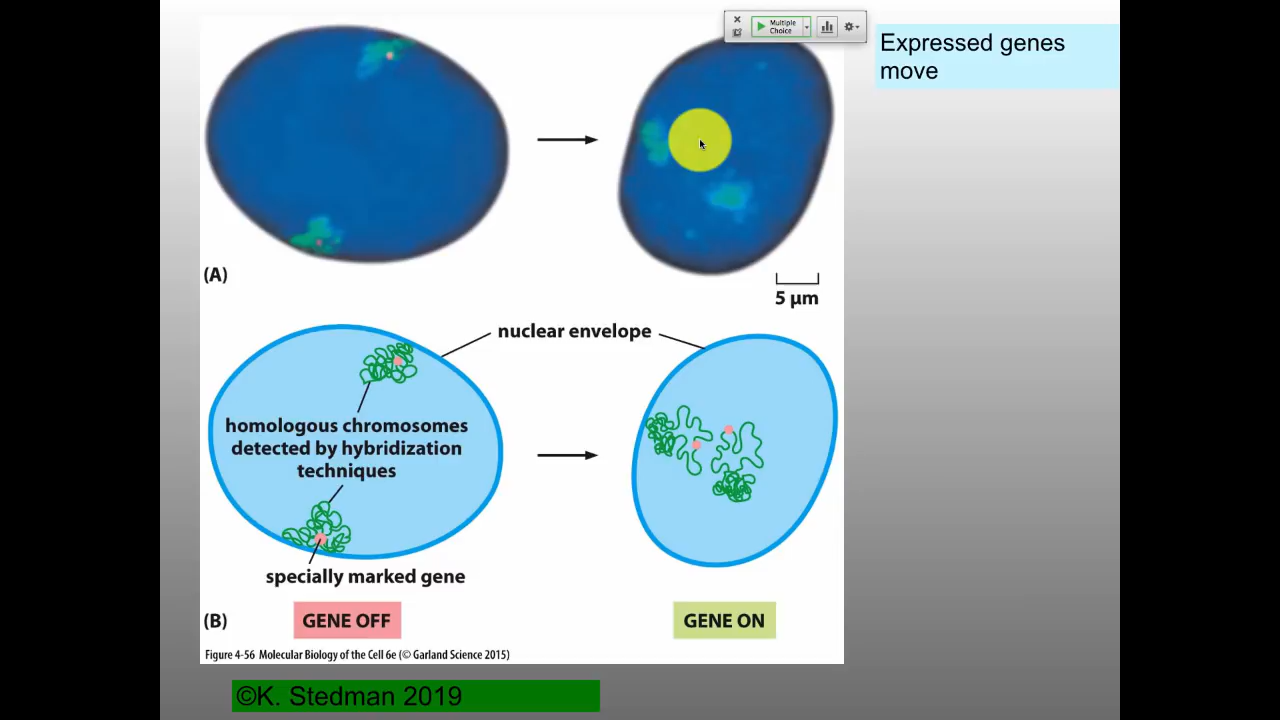 Multiple
Choice
Expressed genes
move
(A)
5 µm
nuclear envelope
homologous chromosomes
detected by hybridization
techniques
specially marked gene
(B)
GENE OFF
GENE ON
Figure 4-56 Molecular Biology of the Cell 6e (© Garland Science 2015)
©K. Stedman 2019